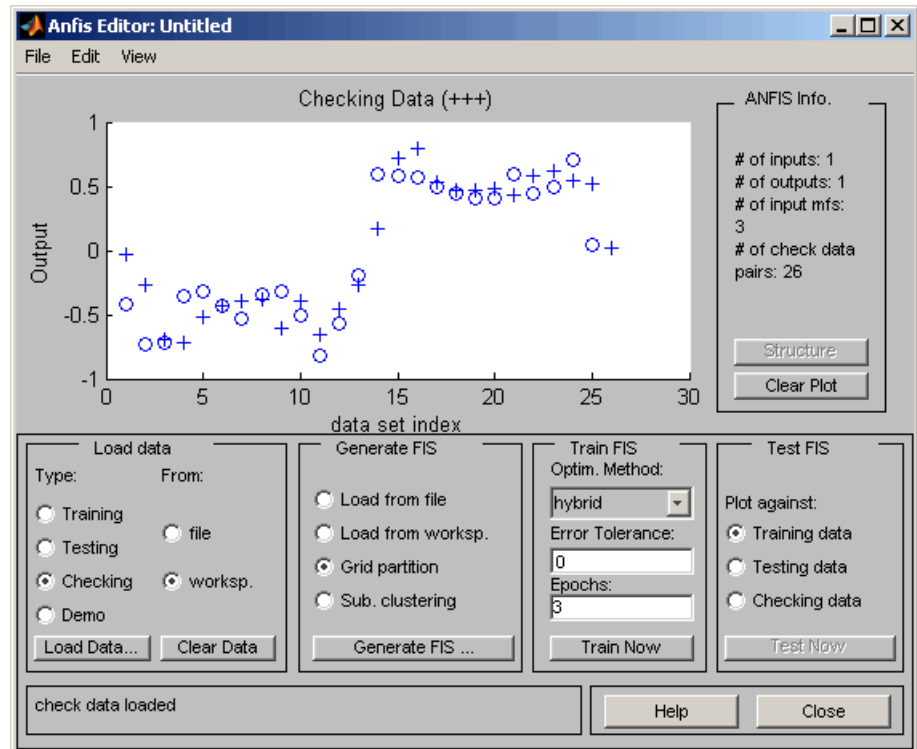 Anfis Editor: Untitled
File Edit View
Checking Data (+++)
1
0.5
0
-0.5
-1
Output
0 5 10 15 20 25 30
data set index
ANFIS Info.
# of inputs: 1
# of outputs: 1
# of input mfs:
3
# of check data
pairs: 26
Structure
Clear Plot
Load data
Type: From:
Training
Testing
Checking
Demo
file
worksp.
Load Data... Clear Data
Generate FIS
Load from file
Load from worksp.
Grid partition
Sub. clustering
Generate FIS ...
Train FIS
Optim. Method:
hybrid
Error Tolerance:
0
Epochs:
3
Train Now
Test FIS
Plot against:
Training data
Testing data
Checking data
Test Now
check data loaded
Help Close